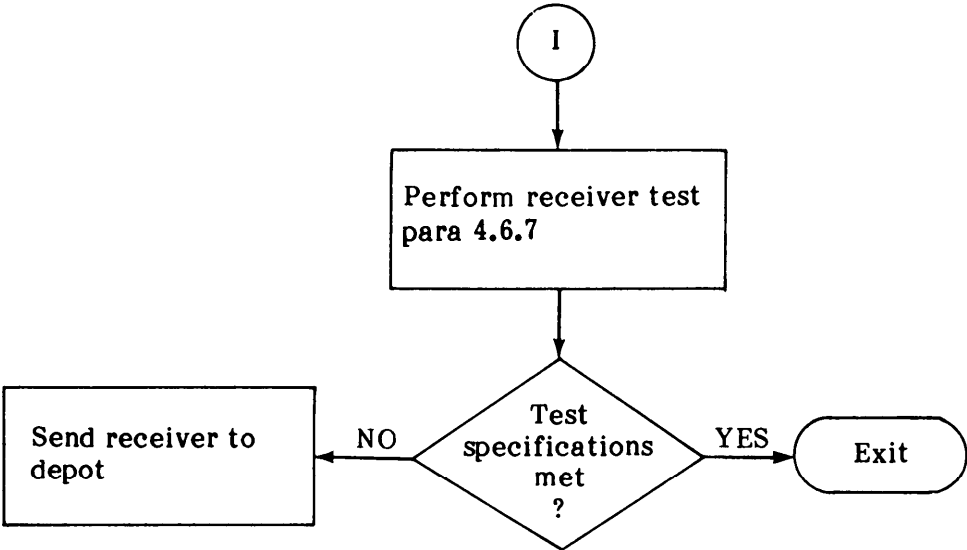 I
Perform receiver test
para 4.6.7
Test
specifications
met
?
NO
YES
Send receiver to
depot
Exit